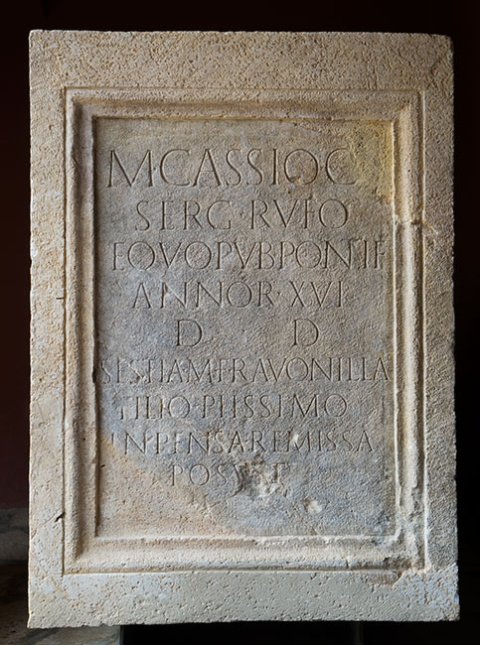 M CASSIO C F
SERG · RVFO
EQVO PVB PONTIF
ANNOR · XVI
D D
SESTIA M F RAVONILLA
FILIO · PIISSIMO
INPENSA REMISSA
POSVIT